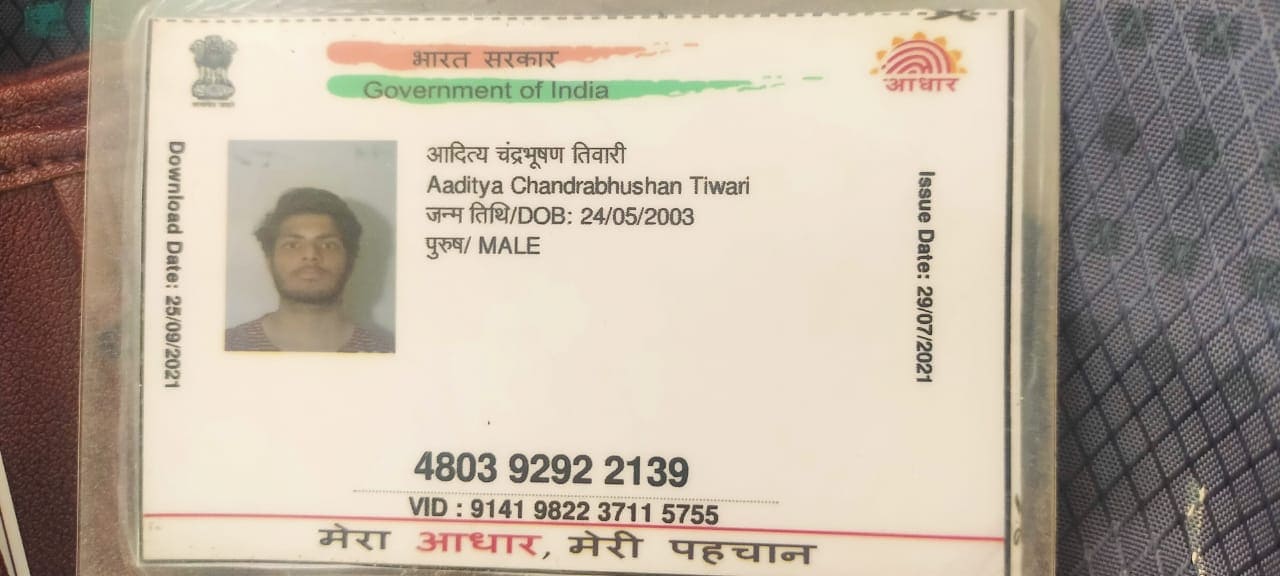 भारत सरकार
Government of India
आधार
Download Date: 25/09/2021
आदित्य चंद्रभूषण तिवारी
Aaditya Chandrabhushan Tiwari
जन्म तिथि/DOB: 24/05/2003
पुरुष/ MALE
Issue Date: 29/07/2021
4803 9292 2139
VID : 9141 9822 3711 5755
मेरा आधार, मेरी पहचान